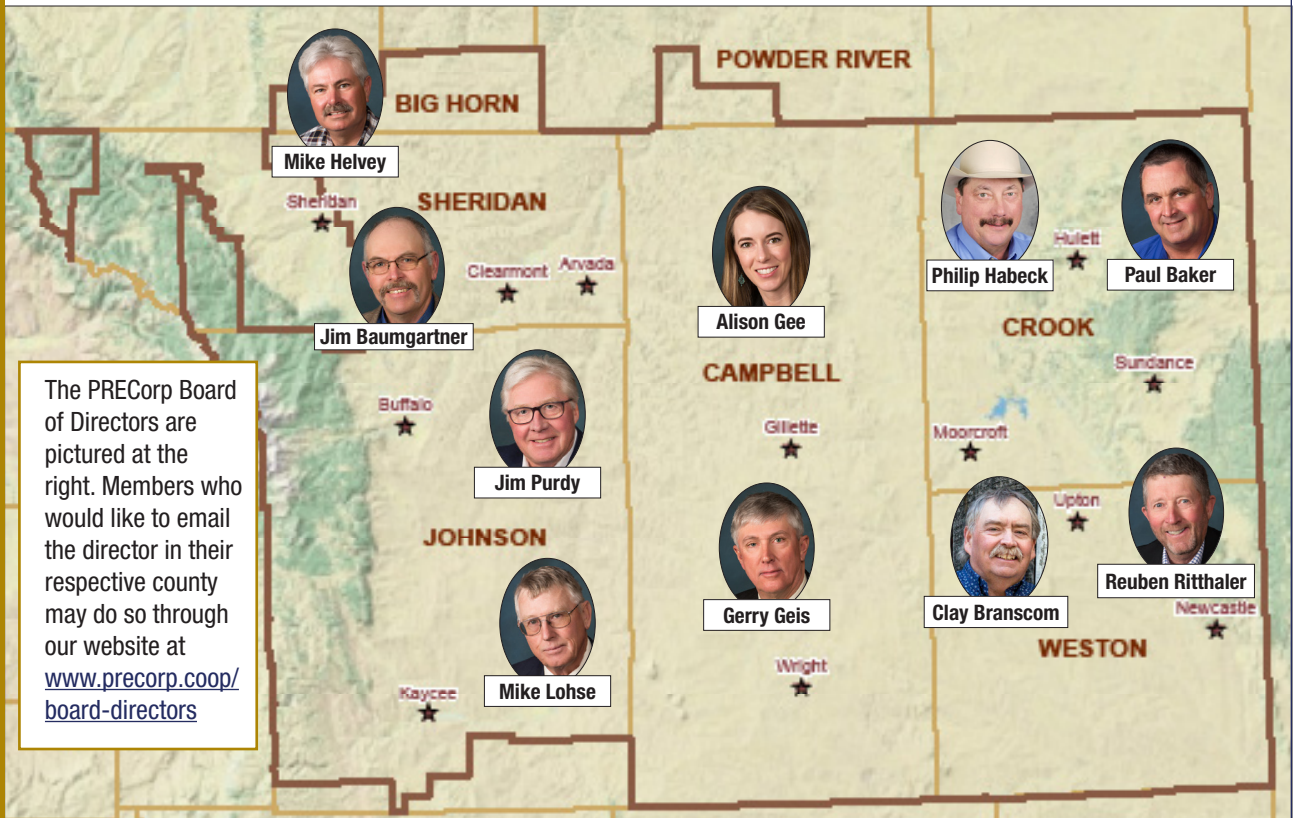 POWDER RIVER
BIG HORN
Mike Helvey
Sheridan
SHERIDAN
Philip Habeck
Hulett
Paul Baker
Clearmont
Arvada
Jim Baumgartner
Alison Gee
CROOK
CAMPBELL
Sundance
The PRECorp Board
of Directors are
pictured at the
right. Members who
would like to email
the director in their
respective county
may do so through
our website at
www.precorp.coop/
board-directors
Buffalo
Jim Purdy
Gillette
Moorcroft
JOHNSON
Upton
Gerry Geis
Clay Branscom
Reuben Ritthaler
Newcastle
WESTON
Mike Lohse
Kaycee
Wright